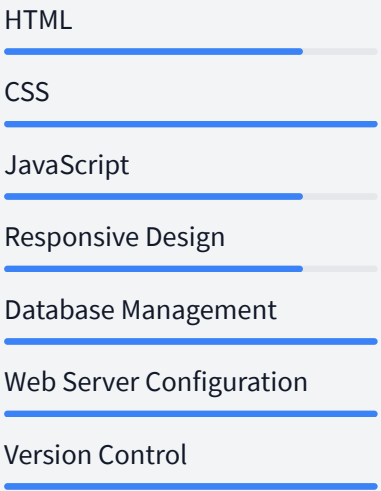 HTML
CSS
JavaScript
Responsive Design
Database Management
Web Server Configuration
Version Control